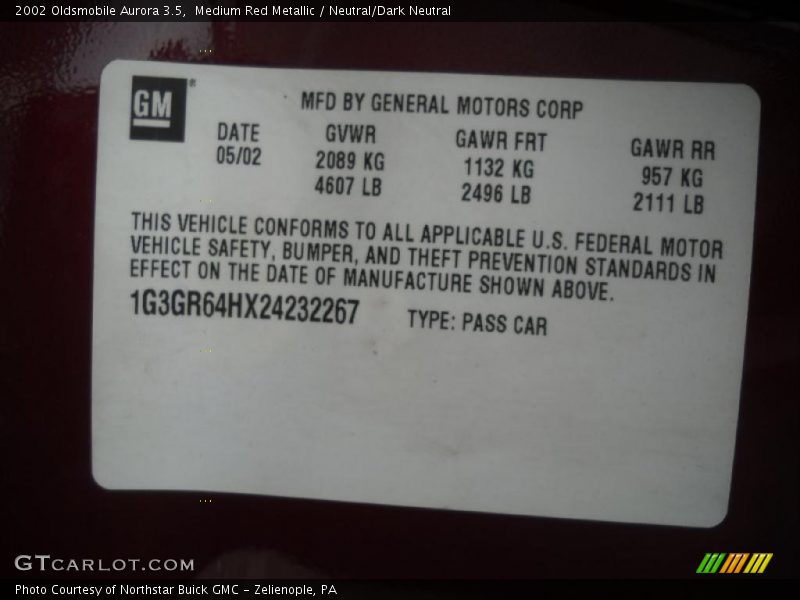 2002 Oldsmobile Aurora 3.5,  Medium Red Metallic / Neutral/Dark Neutral
GM®
MFD BY GENERAL MOTORS CORP
DATE GVWR GAWR FRT GAWR RR
05/02 2089 KG 1132 KG 957 KG
4607 LB 2496 LB 2111 LB
THIS VEHICLE CONFORMS TO ALL APPLICABLE U.S. FEDERAL MOTOR
VEHICLE SAFETY, BUMPER, AND THEFT PREVENTION STANDARDS IN
EFFECT ON THE DATE OF MANUFACTURE SHOWN ABOVE.
1G3GR64HX24232267 TYPE: PASS CAR
GTCARLOT.COM
Photo Courtesy of Northstar Buick GMC - Zelienople, PA